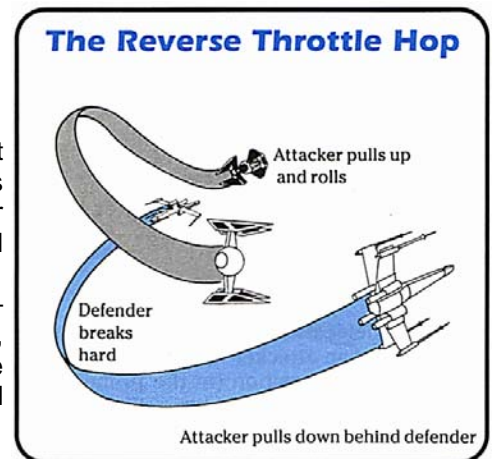 The Reverse Throttle Hop
Attacker pulls up
and rolls
Defender
breaks
hard
Attacker pulls down behind defender